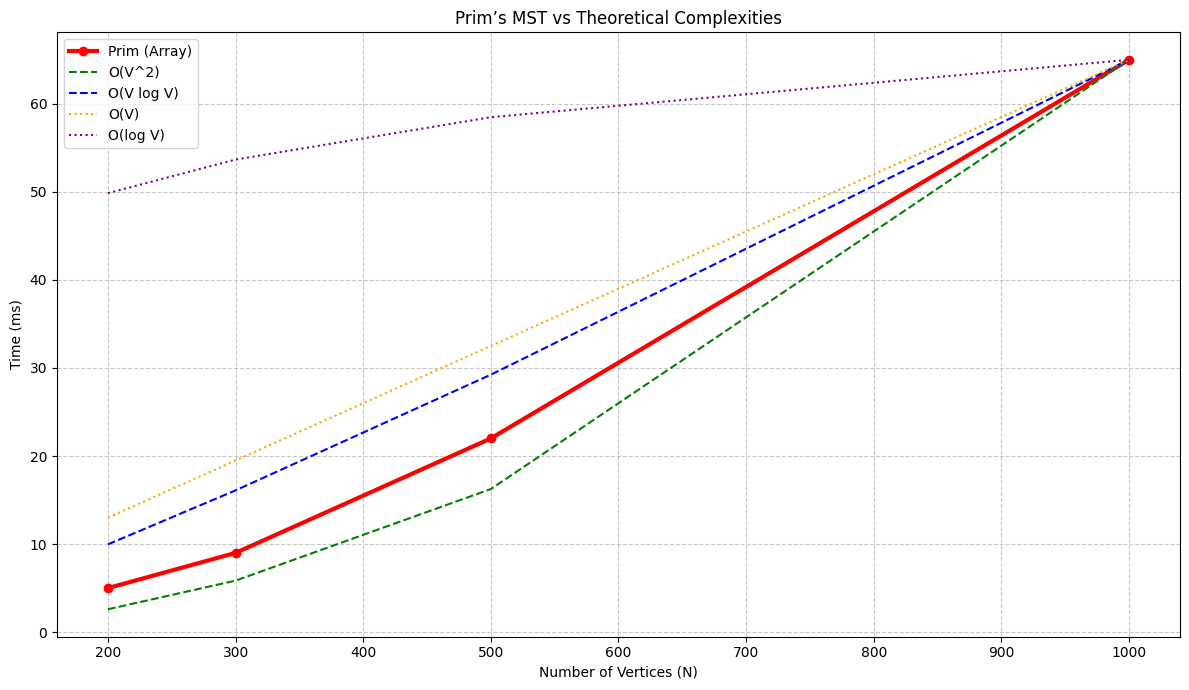 Prim’s MST vs Theoretical Complexities
Prim (Array)
O(V^2)
O(V log V)
O(V)
O(log V)
Time (ms)
60
50
40
30
20
10
0
200 300 400 500 600 700 800 900 1000
Number of Vertices (N)